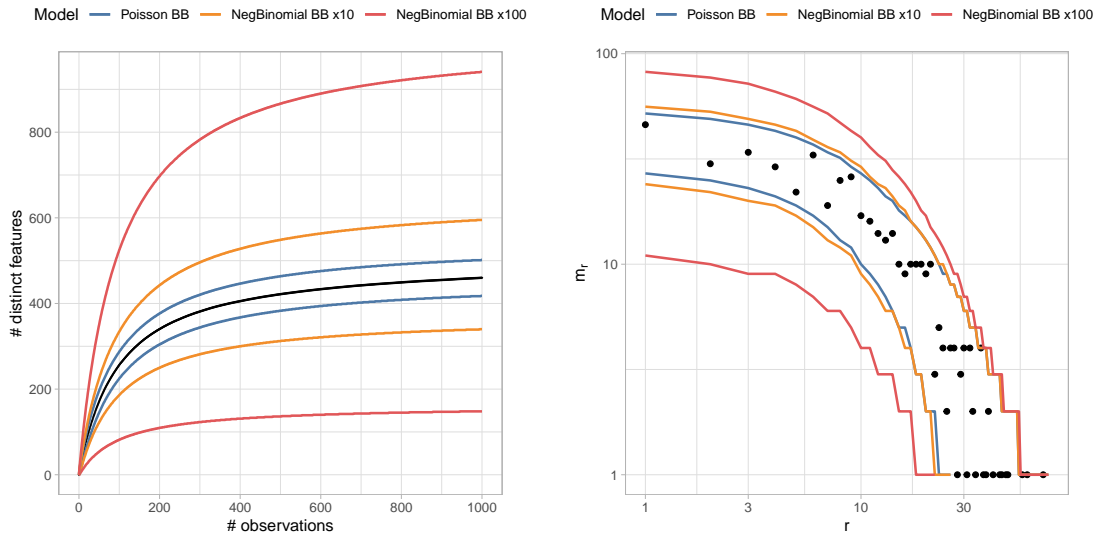 Model Poisson BB NegBinomial BB x10 NegBinomial BB x100
# distinct features
800
600
400
200
0
0 200 400 600 800 1000
# observations
Model Poisson BB NegBinomial BB x10 NegBinomial BB x100
m_r
100
10
1
1 3 10 30
r